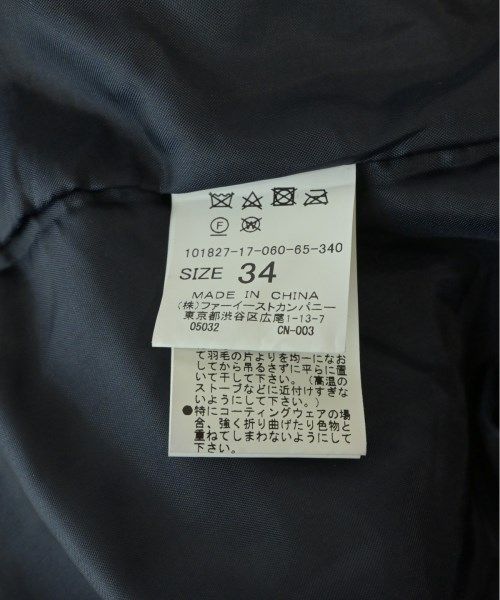 F W
101827-17-060-65-340
SIZE 34
MADE IN CHINA
(株)ファーイーストカンパニー
東京都渋谷区広尾1-13-7
05032 CN-003
て羽毛の片よりを均一になお
してから吊るさずに平らに置
いて干して下さい。(高温の
ストーブなどに近付けすぎな
いようにして下さい。)
●特にコーティングウェアの場
合、強く折り曲げたり色物と
重ねてしまわないようにして
下さい。